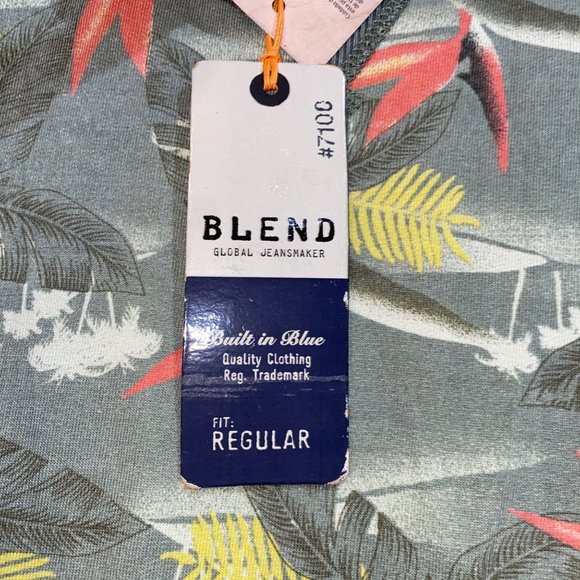 #7100
BLEND
GLOBAL JEANSMAKER
Built in Blue
Quality Clothing
Reg. Trademark
FIT:
REGULAR